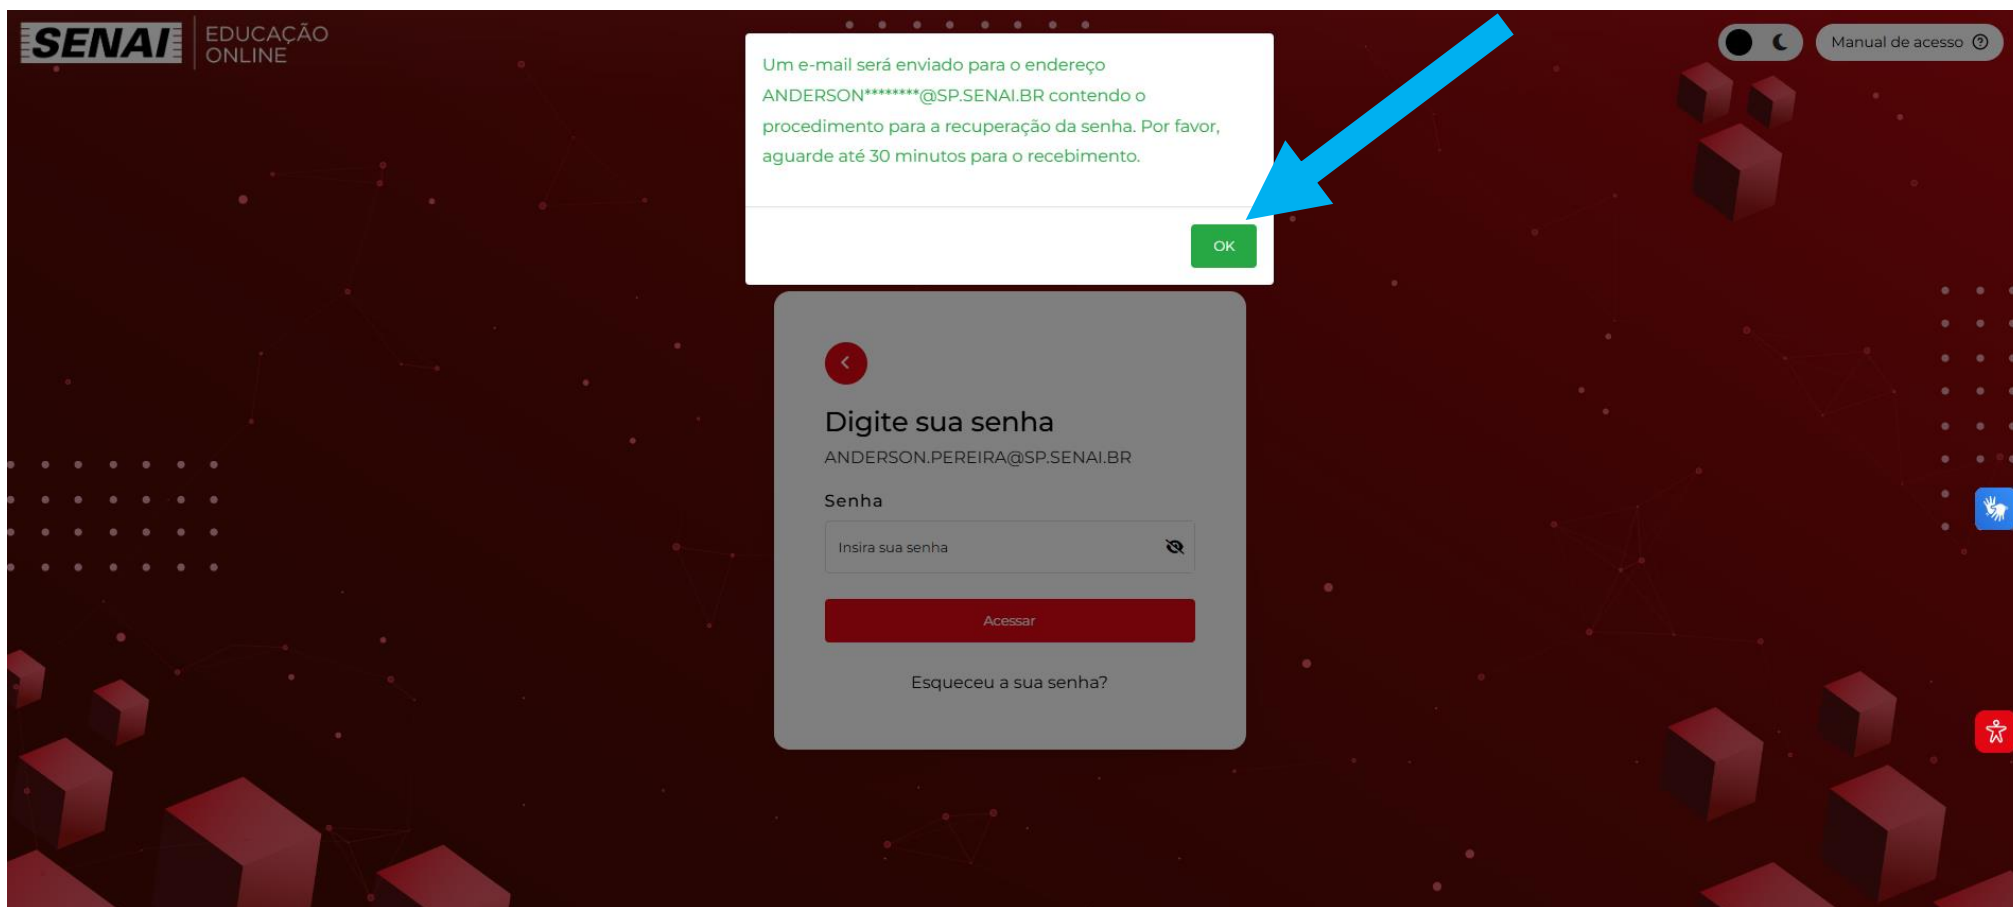 SENAI
EDUCAÇÃO
ONLINE
Manual de acesso
Um e-mail será enviado para o endereço
ANDERSON********@SP.SENAI.BR contendo o
procedimento para a recuperação da senha. Por favor,
aguarde até 30 minutos para o recebimento.
OK
Digite sua senha
ANDERSON.PEREIRA@SP.SENAI.BR
Senha
Insira sua senha
Acessar
Esqueceu a sua senha?